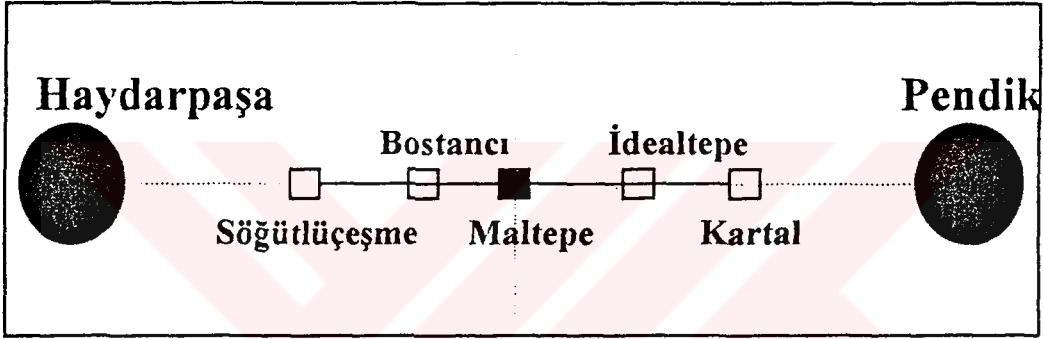 Haydarpaşa
Pendik
Bostancı
İdealtepe
Söğütlüçeşme
Maltepe
Kartal